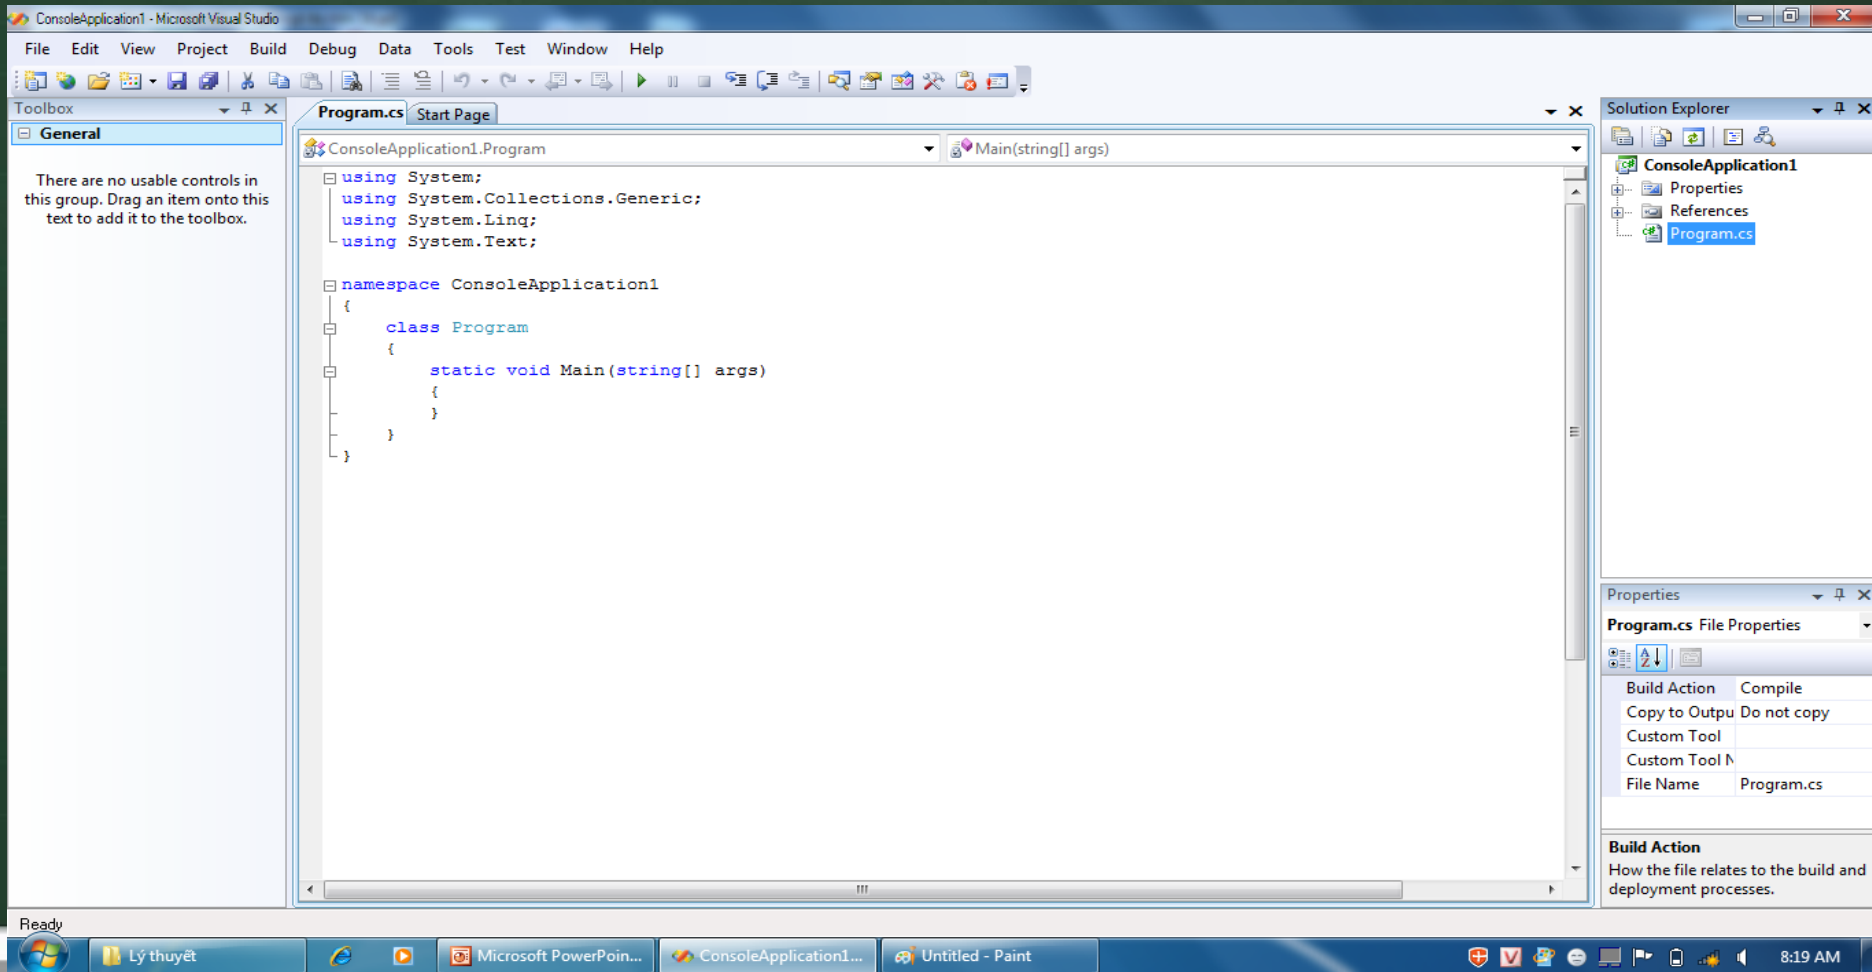 ConsoleApplication1 - Microsoft Visual Studio
File Edit View Project Build Debug Data Tools Test Window Help
Toolbox
General
There are no usable controls in
this group. Drag an item onto this
text to add it to the toolbox.
Program.cs Start Page
ConsoleApplication1.Program Main(string[] args)
using System;
using System.Collections.Generic;
using System.Linq;
using System.Text;
namespace ConsoleApplication1
{
class Program
{
static void Main(string[] args)
{
}
}
}
Solution Explorer
ConsoleApplication1
Properties
References
Program.cs
Properties
Program.cs File Properties
Build Action Compile
Copy to Outpu Do not copy
Custom Tool
Custom Tool N
File Name Program.cs
Build Action
How the file relates to the build and
deployment processes.
Ready
Lý thuyết Microsoft PowerPoin... ConsoleApplication1... Untitled - Paint V 8:19 AM